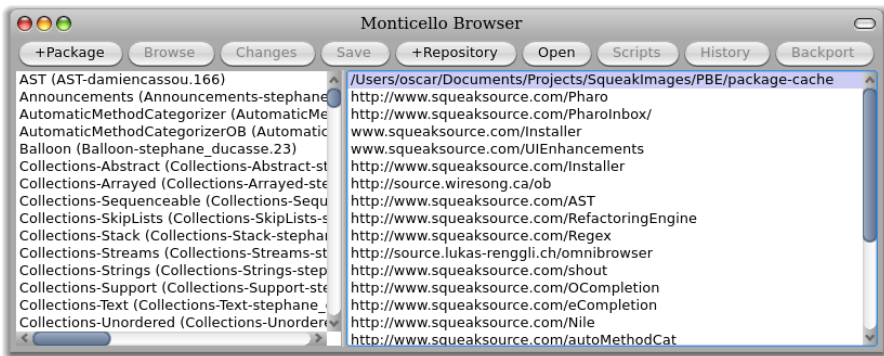 Monticello Browser
+Package Browse Changes Save +Repository Open Scripts History Backport
AST (AST-damiencassou.166)
Announcements (Announcements-stephane
AutomaticMethodCategorizer (AutomaticMe
AutomaticMethodCategorizerOB (Automatic
Balloon (Balloon-stephane_ducasse.23)
Collections-Abstract (Collections-Abstract-st
Collections-Arrayed (Collections-Arrayed-ste
Collections-Sequenceable (Collections-Sequ
Collections-SkipLists (Collections-SkipLists-s
Collections-Stack (Collections-Stack-stephan
Collections-Streams (Collections-Streams-st
Collections-Strings (Collections-Strings-step
Collections-Support (Collections-Support-ste
Collections-Text (Collections-Text-stephane_
Collections-Unordered (Collections-Unordere
/Users/oscar/Documents/Projects/SqueakImages/PBE/package-cache
http://www.squeaksource.com/Pharo
http://www.squeaksource.com/PharoInbox/
www.squeaksource.com/Installer
www.squeaksource.com/UIEnhancements
http://www.squeaksource.com/Installer
http://source.wiresong.ca/ob
http://www.squeaksource.com/AST
http://www.squeaksource.com/RefactoringEngine
http://www.squeaksource.com/Regex
http://source.lukas-renggli.ch/omnibrowser
http://www.squeaksource.com/shout
http://www.squeaksource.com/OCompletion
http://www.squeaksource.com/eCompletion
http://www.squeaksource.com/Nile
http://www.squeaksource.com/autoMethodCat